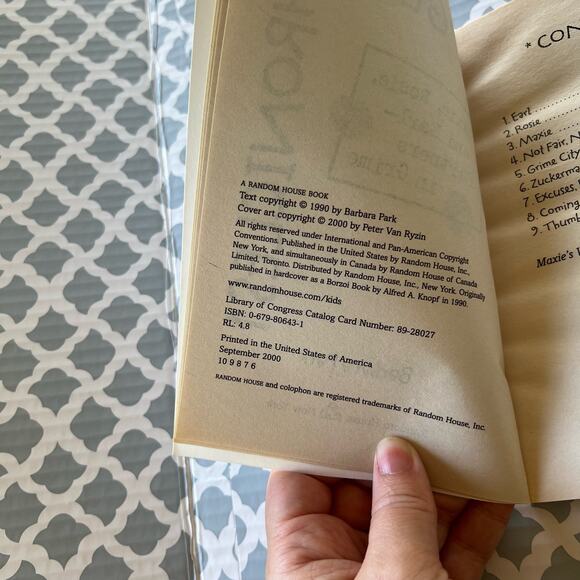 A RANDOM HOUSE BOOK
Text copyright © 1990 by Barbara Park
Cover art copyright © 2000 by Peter Van Ryzin
All rights reserved under International and Pan-American Copyright
Conventions. Published in the United States by Random House, Inc.,
New York, and simultaneously in Canada by Random House of Canada
Limited, Toronto. Distributed by Random House, Inc., New York. Originally
published in hardcover as a Borzoi Book by Alfred A. Knopf in 1990.
www.randomhouse.com/kids
Library of Congress Catalog Card Number: 89-28027
ISBN: 0-679-80643-1
RL: 4.8
Printed in the United States of America
September 2000
10 9 8 7 6
RANDOM HOUSE and colophon are registered trademarks of Random House, Inc.
* CON
1. Earl
2. Rosie
3. Maxie
4. Not Fair, N
5. Grime City
6. Zuckerma
7. Excuses,
8. Coming
9. Thumb
Maxie's